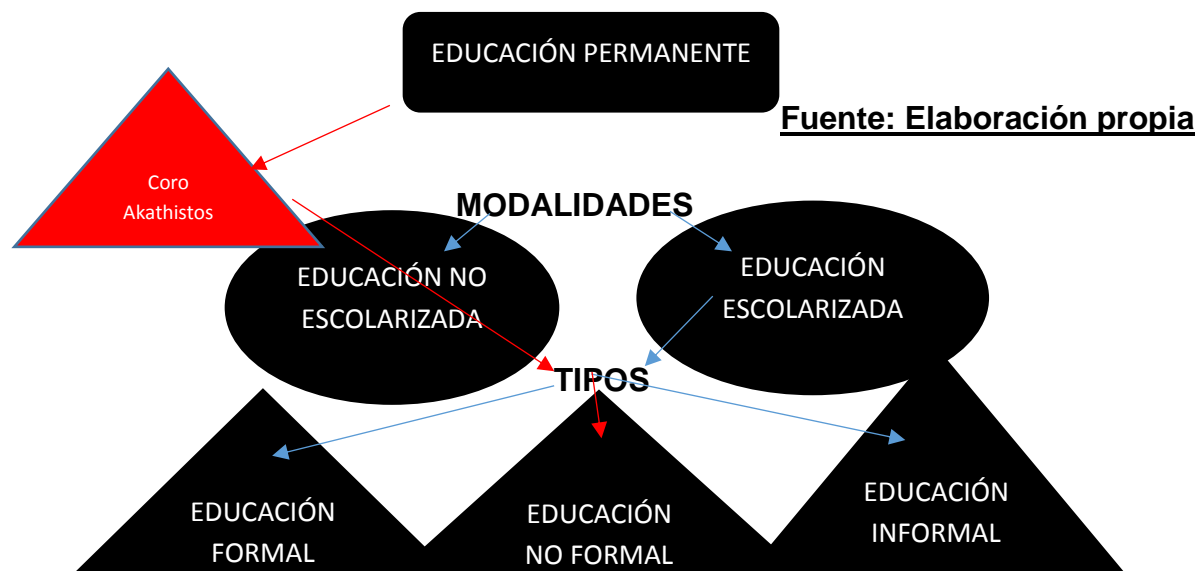 EDUCACIÓN PERMANENTE
Fuente: Elaboración propia
Coro
Akathistos
MODALIDADES
EDUCACIÓN NO
ESCOLARIZADA
EDUCACIÓN
ESCOLARIZADA
TIPOS
EDUCACIÓN
FORMAL
EDUCACIÓN
NO FORMAL
EDUCACIÓN
INFORMAL